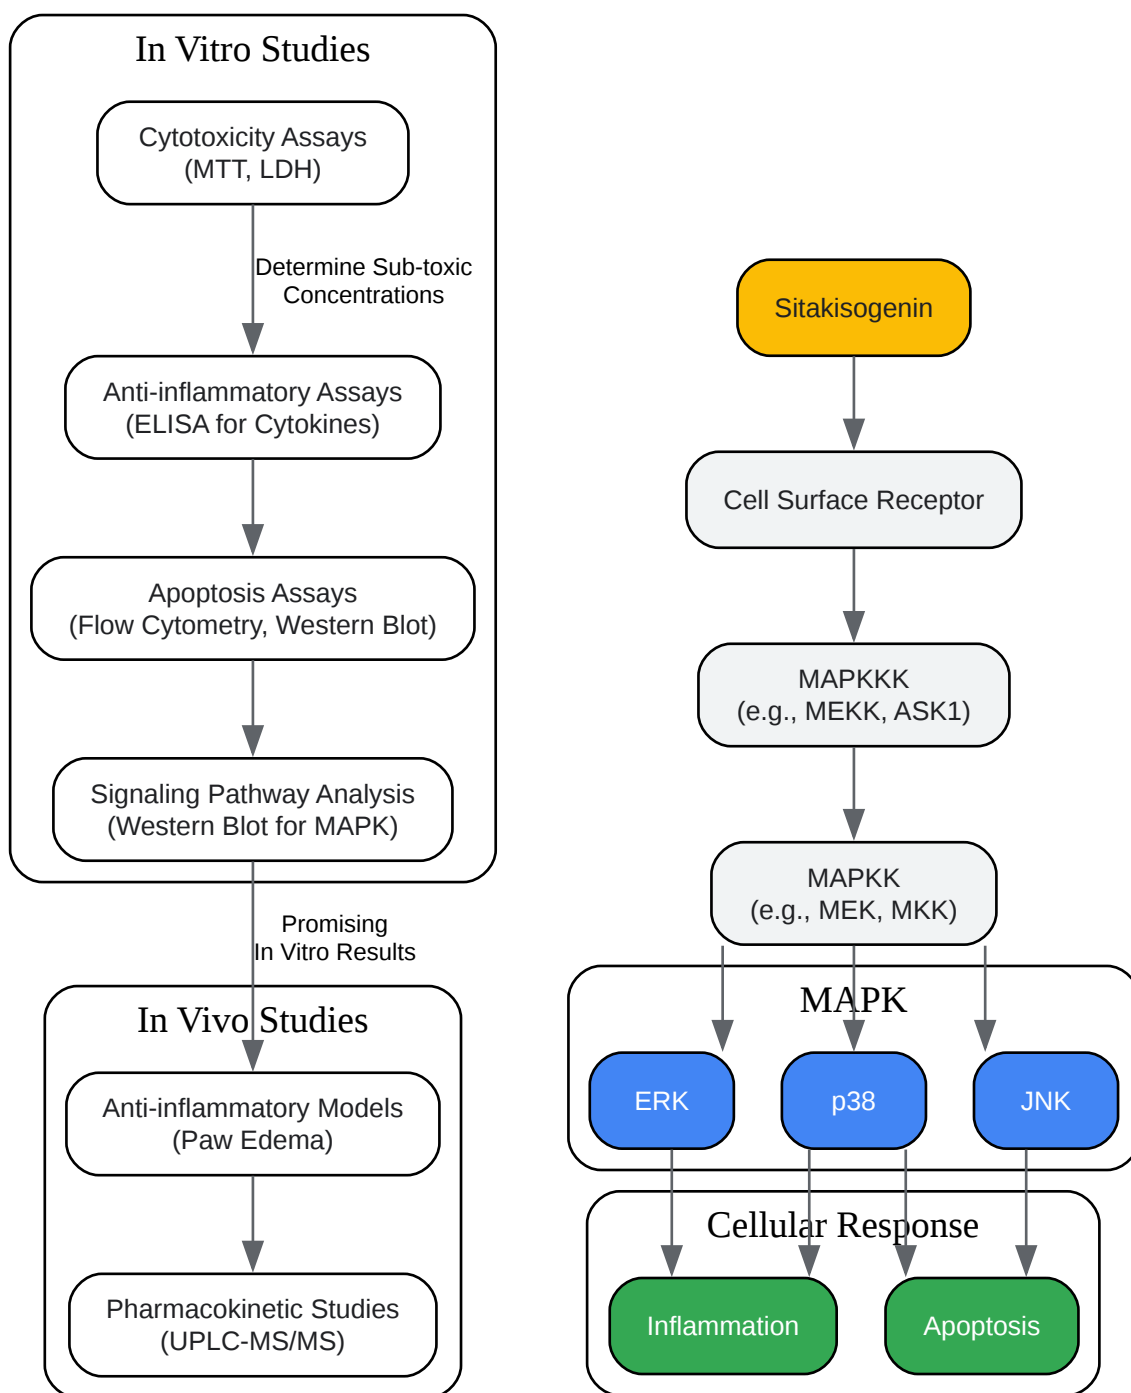 In Vitro Studies
Cytotoxicity Assays
(MTT, LDH)
Determine Sub-toxic
Concentrations
Anti-inflammatory Assays
(ELISA for Cytokines)
Apoptosis Assays
(Flow Cytometry, Western Blot)
Signaling Pathway Analysis
(Western Blot for MAPK)
Promising
In Vitro Results
In Vivo Studies
Anti-inflammatory Models
(Paw Edema)
Pharmacokinetic Studies
(UPLC-MS/MS)
Sitakisogenin
Cell Surface Receptor
MAPKKK
(e.g., MEKK, ASK1)
MAPKK
(e.g., MEK, MKK)
MAPK
ERK
p38
JNK
Cellular Response
Inflammation
Apoptosis